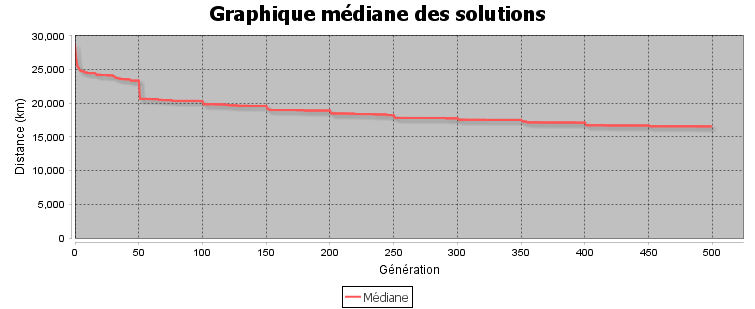 Graphique médiane des solutions
Distance (km)
30,000
25,000
20,000
15,000
10,000
5,000
0
0 50 100 150 200 250 300 350 400 450 500
Génération
Médiane